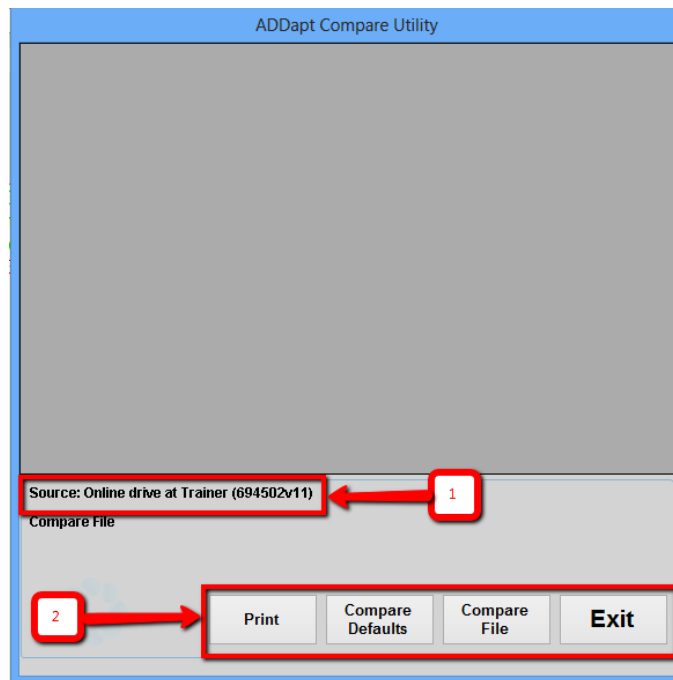 ADDapt Compare Utility
Source: Online drive at Trainer (694502v11)
1
Compare File
2
Print
Compare
Defaults
Compare
File
Exit